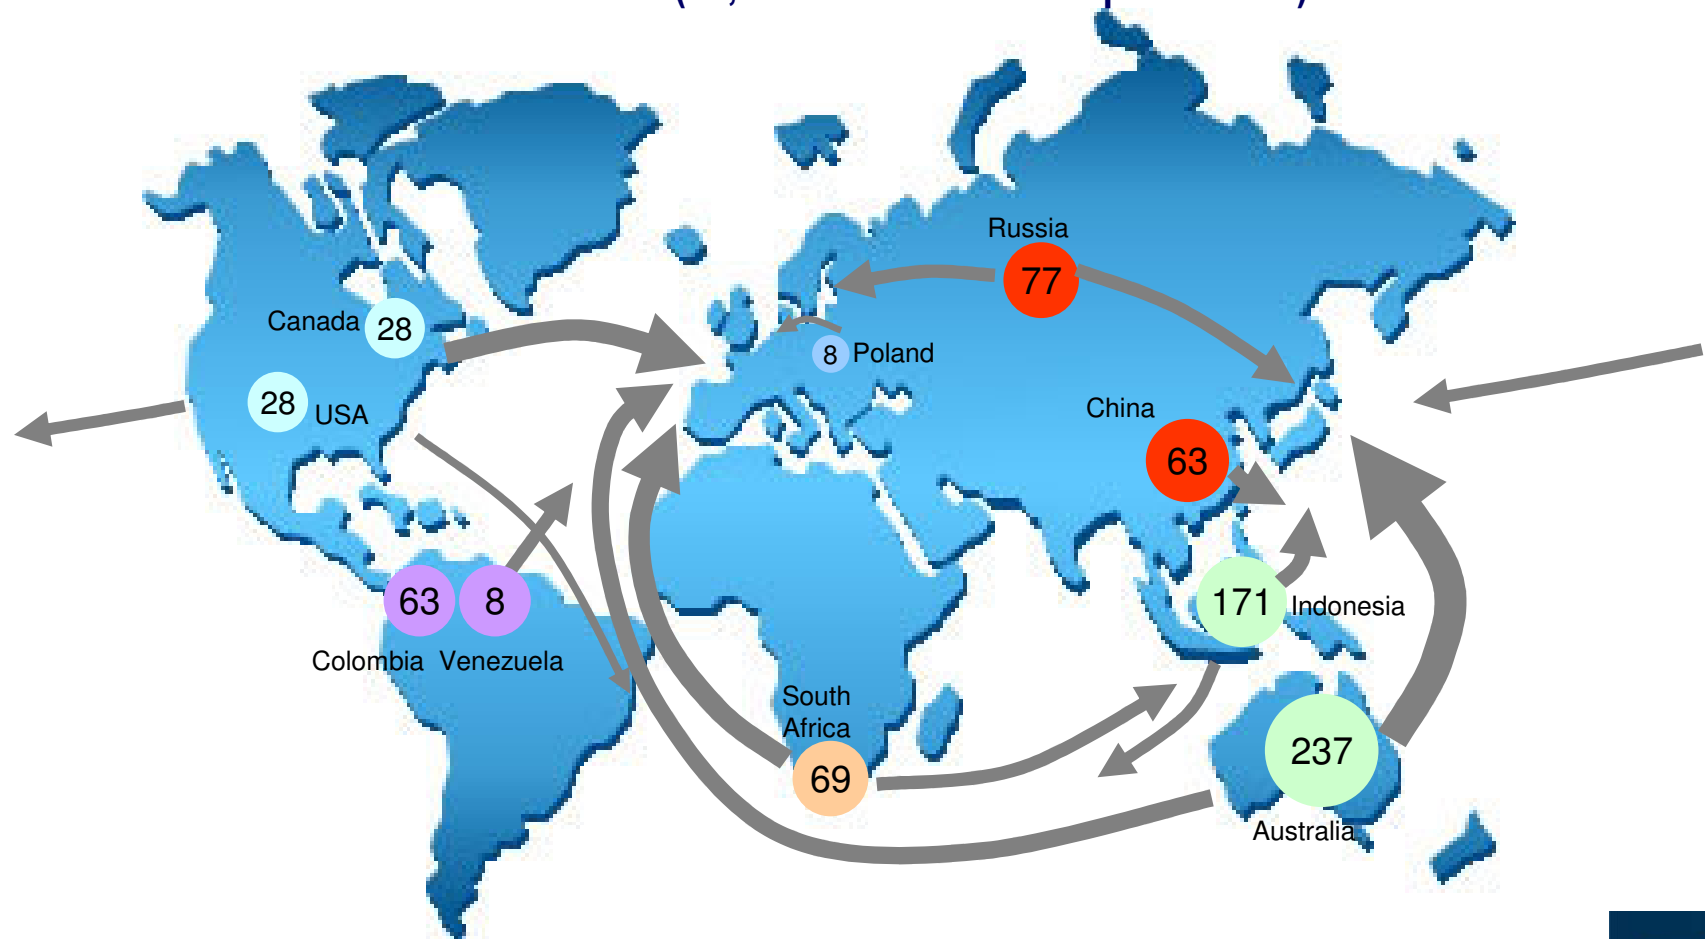 Russia
77
Canada
28
8
Poland
28
USA
China
63
63
8
171
Indonesia
Colombia
Venezuela
South
Africa
237
69
Australia